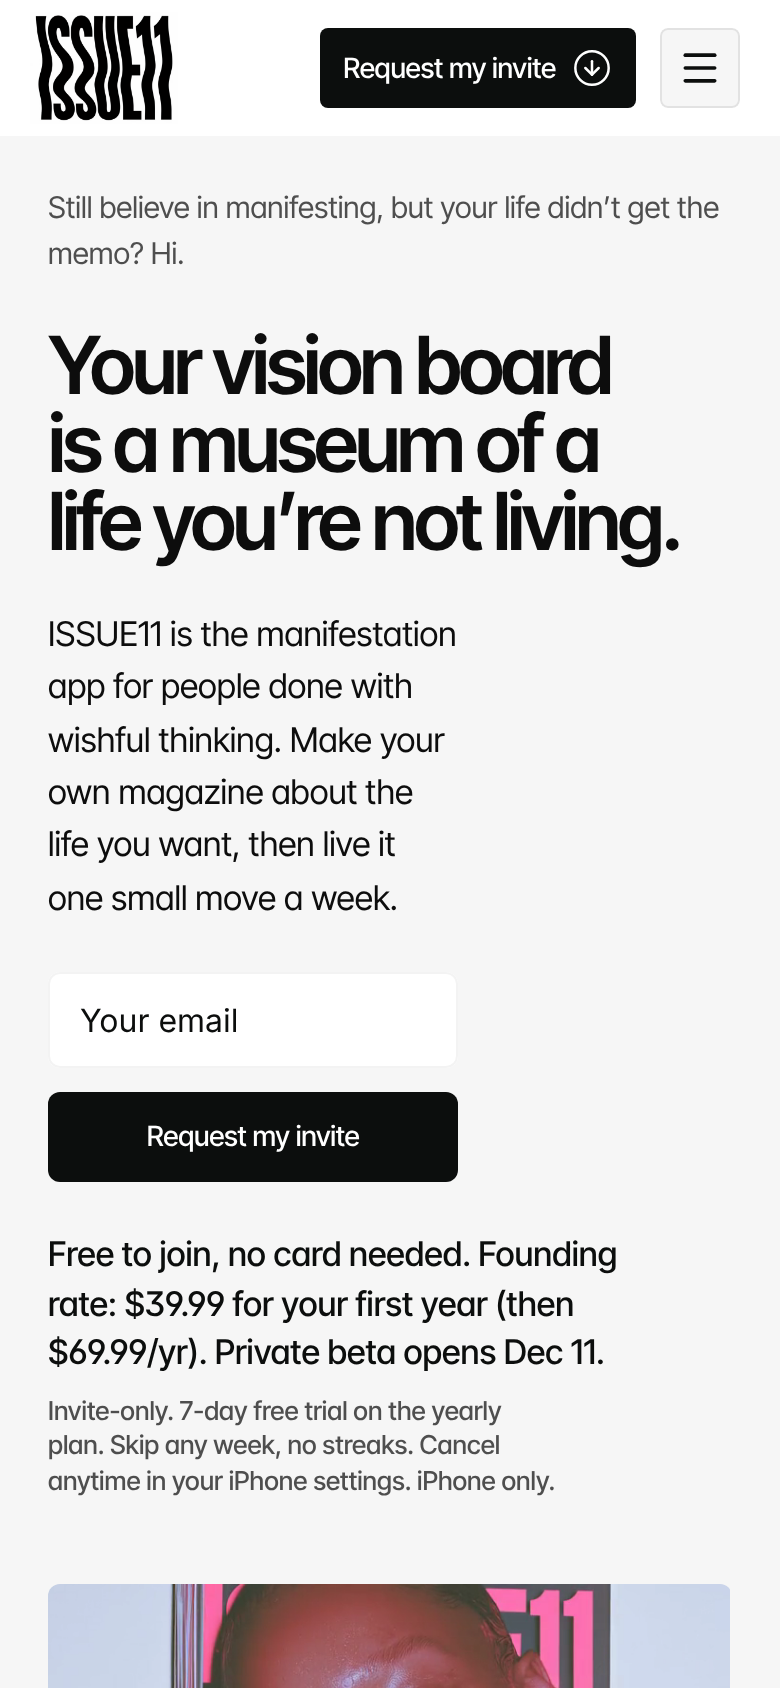 ISSUE11
Request my invite
Still believe in manifesting, but your life didn’t get the
memo? Hi.
Your vision board
is a museum of a
life you’re not living.
ISSUE11 is the manifestation
app for people done with
wishful thinking. Make your
own magazine about the
life you want, then live it
one small move a week.
Your email
Request my invite
Free to join, no card needed. Founding
rate: $39.99 for your first year (then
$69.99/yr). Private beta opens Dec 11.
Invite-only. 7-day free trial on the yearly
plan. Skip any week, no streaks. Cancel
anytime in your iPhone settings. iPhone only.